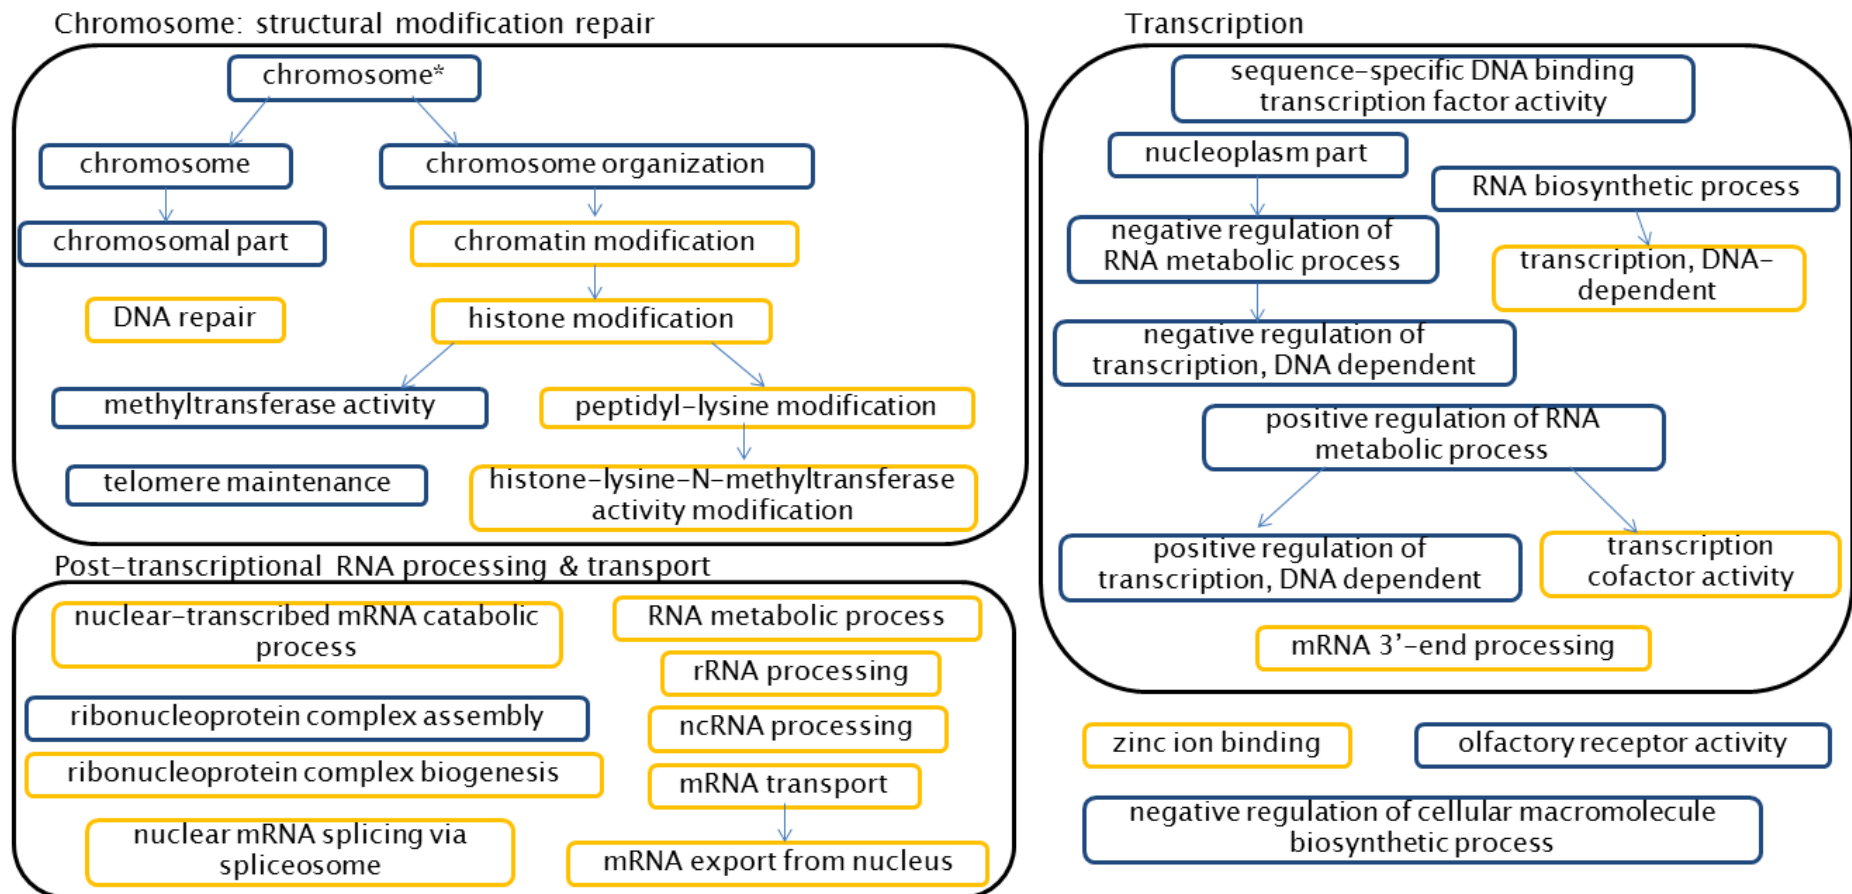 Chromosome: structural modification repair
chromosome*
chromosome
chromosome organization
chromosomal part
chromatin modification
DNA repair
histone modification
methyltransferase activity
peptidyl-lysine modification
telomere maintenance
histone-lysine-N-methyltransferase
activity modification
Post-transcriptional RNA processing & transport
nuclear-transcribed mRNA catabolic
process
RNA metabolic process
rRNA processing
ribonucleoprotein complex assembly
ncRNA processing
ribonucleoprotein complex biogenesis
mRNA transport
nuclear mRNA splicing via
spliceosome
mRNA export from nucleus
Transcription
sequence-specific DNA binding
transcription factor activity
nucleoplasm part
RNA biosynthetic process
negative regulation of
RNA metabolic process
transcription, DNA-
dependent
negative regulation of
transcription, DNA dependent
positive regulation of RNA
metabolic process
positive regulation of
transcription, DNA dependent
transcription
cofactor activity
mRNA 3’-end processing
zinc ion binding
olfactory receptor activity
negative regulation of cellular macromolecule
biosynthetic process